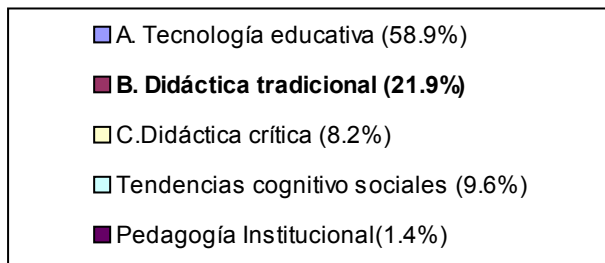 A. Tecnología educativa (58.9%)
B. Didáctica tradicional (21.9%)
C.Didáctica crítica (8.2%)
Tendencias cognitivo sociales (9.6%)
Pedagogía Institucional(1.4%)